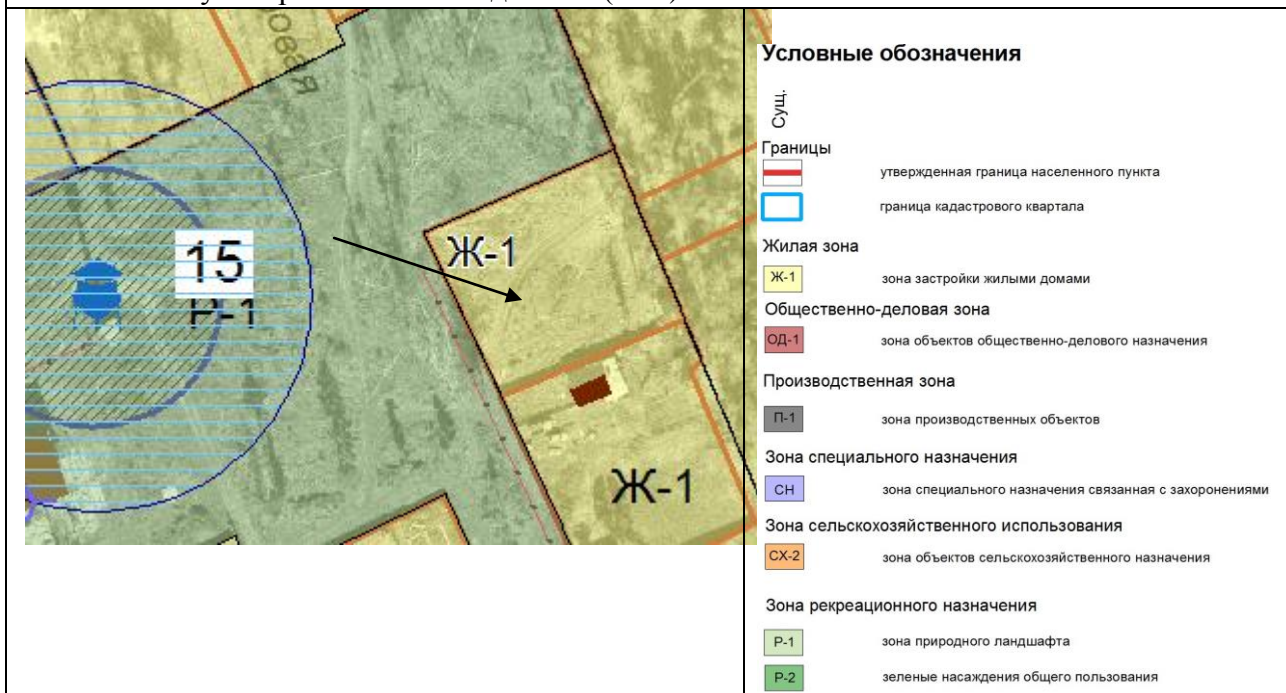 овая
15
Р-1
Ж-1
Ж-1
Условные обозначения
Сущ.
Границы
утвержденная граница населенного пункта
граница кадастрового квартала
Жилая зона
Ж-1 зона застройки жилыми домами
Общественно-деловая зона
ОД-1 зона объектов общественно-делового назначения
Производственная зона
П-1 зона производственных объектов
Зона специального назначения
СН зона специального назначения связанная с захоронениями
Зона сельскохозяйственного использования
СХ-2 зона объектов сельскохозяйственного назначения
Зона рекреационного назначения
Р-1 зона природного ландшафта
Р-2 зеленые насаждения общего пользования